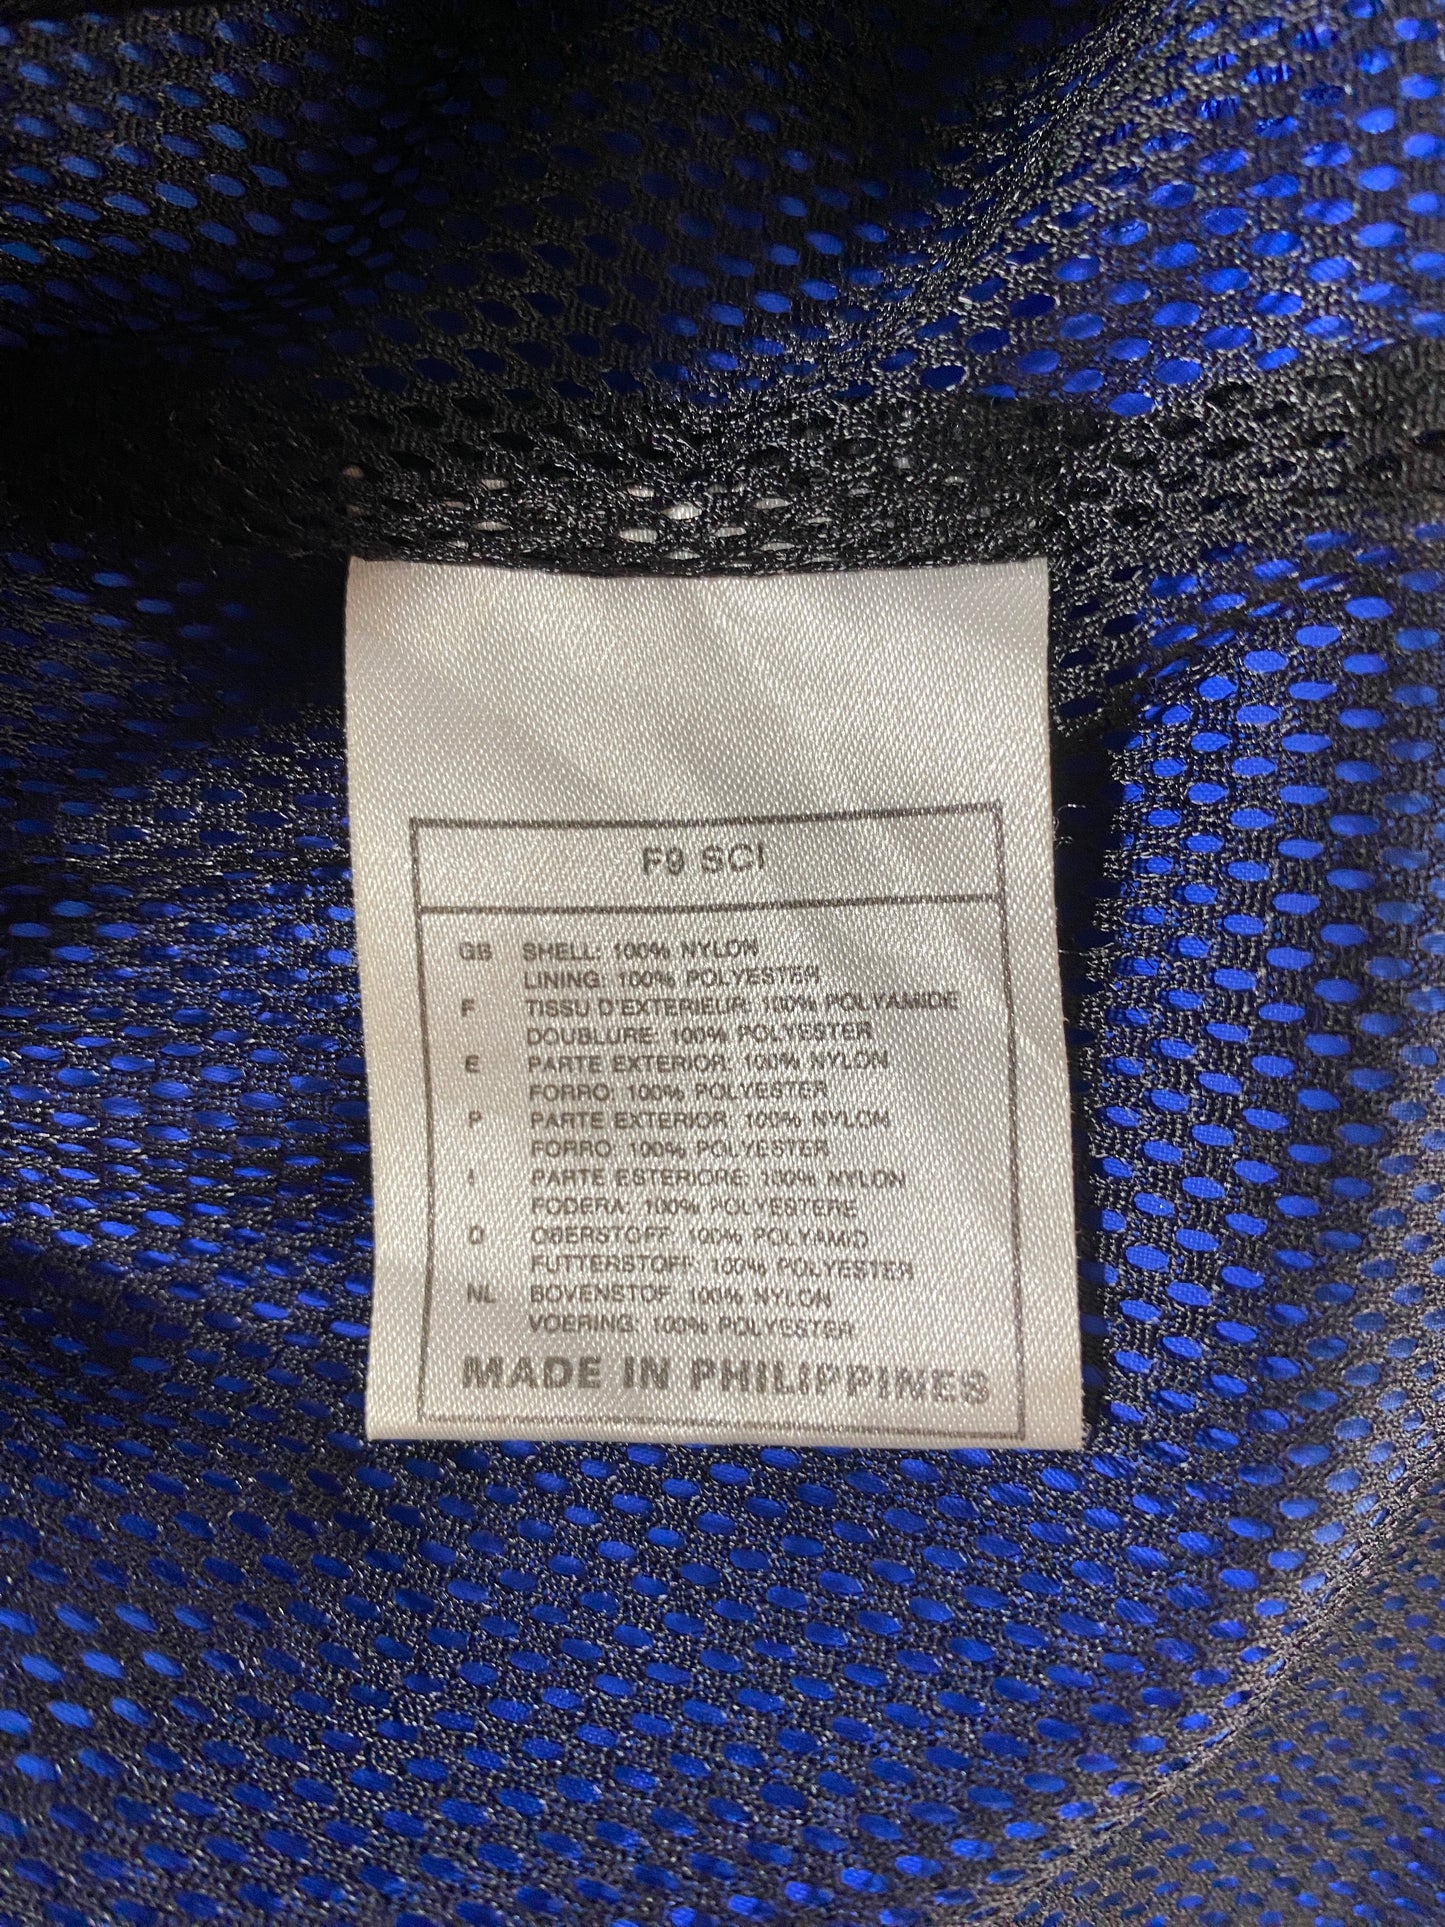 F9 SCI
GB SHELL: 100% NYLON
LINING: 100% POLYESTER
F TISSU D'EXTERIEUR: 100% POLYAMIDE
DOUBLURE: 100% POLYESTER
E PARTE EXTERIOR: 100% NYLON
FORRO: 100% POLYESTER
P PARTE EXTERIOR: 100% NYLON
FORRO: 100% POLYESTER
I PARTE ESTERIORE: 100% NYLON
FODERA: 100% POLYESTERE
D OBERSTOFF: 100% POLYAMID
FUTTERSTOFF: 100% POLYESTER
NL BOVENSTOF: 100% NYLON
VOERING: 100% POLYESTER
MADE IN PHILIPPINES